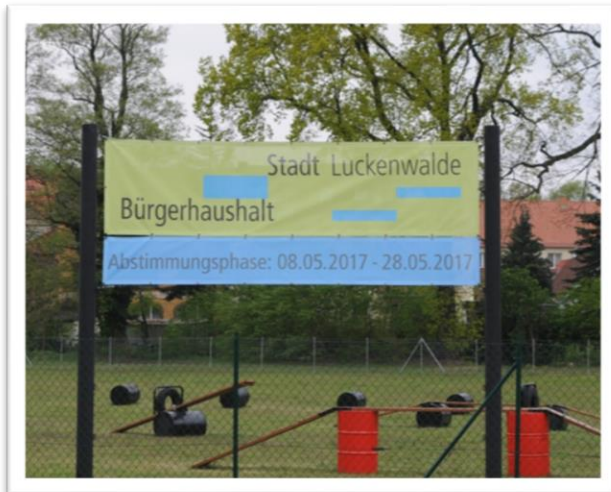 Stadt Luckenwalde
Bürgerhaushalt
Abstimmungsphase: 08.05.2017 - 28.05.2017